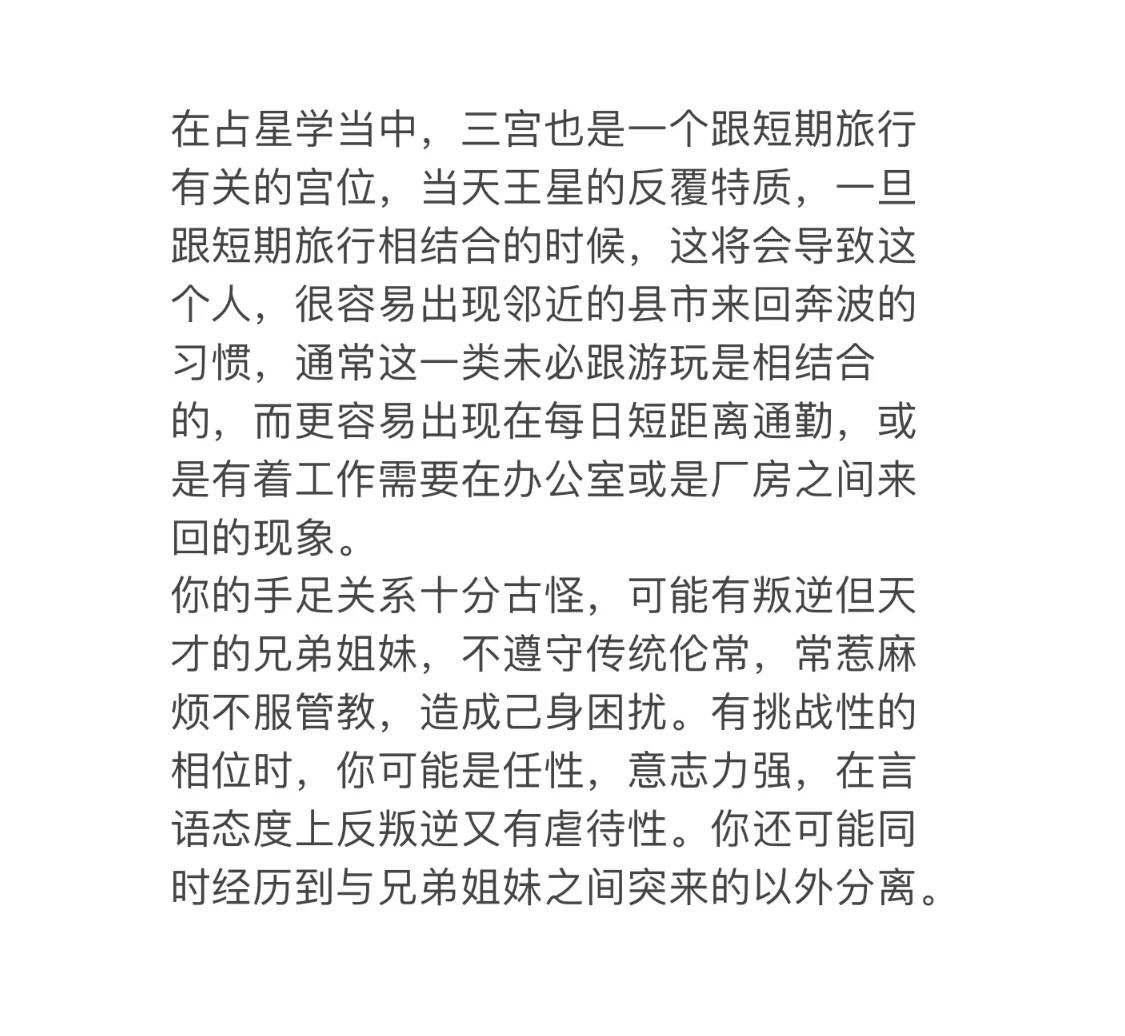 在占星学当中，三宫也是一个跟短期旅行
有关的宫位，当天王星的反覆特质，一旦
跟短期旅行相结合的时候，这将会导致这
个人，很容易出现邻近的县市来回奔波的
习惯，通常这一类未必跟游玩是相结合
的，而更容易出现在每日短距离通勤，或
是有着工作需要在办公室或是厂房之间来
回的现象。
你的手足关系十分古怪，可能有叛逆但天
才的兄弟姐妹，不遵守传统伦常，常惹麻
烦不服管教，造成己身困扰。有挑战性的
相位时，你可能是任性，意志力强，在言
语态度上反叛逆又有虐待性。你还可能同
时经历到与兄弟姐妹之间突来的以外分离。